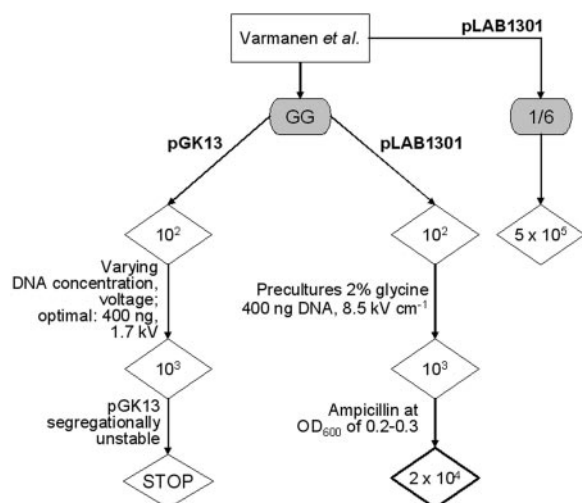 pLAB1301
Varmanen et al.
GG
1/6
pGK13
pLAB1301
10²
10²
5 x 10⁵
Varying
DNA concentration,
voltage;
optimal: 400 ng,
1.7 kV
Precultures 2% glycine
400 ng DNA, 8.5 kV cm⁻¹
10³
10³
pGK13
segregationally
unstable
Ampicillin at
OD₆₀₀ of 0.2-0.3
STOP
2 x 10⁴